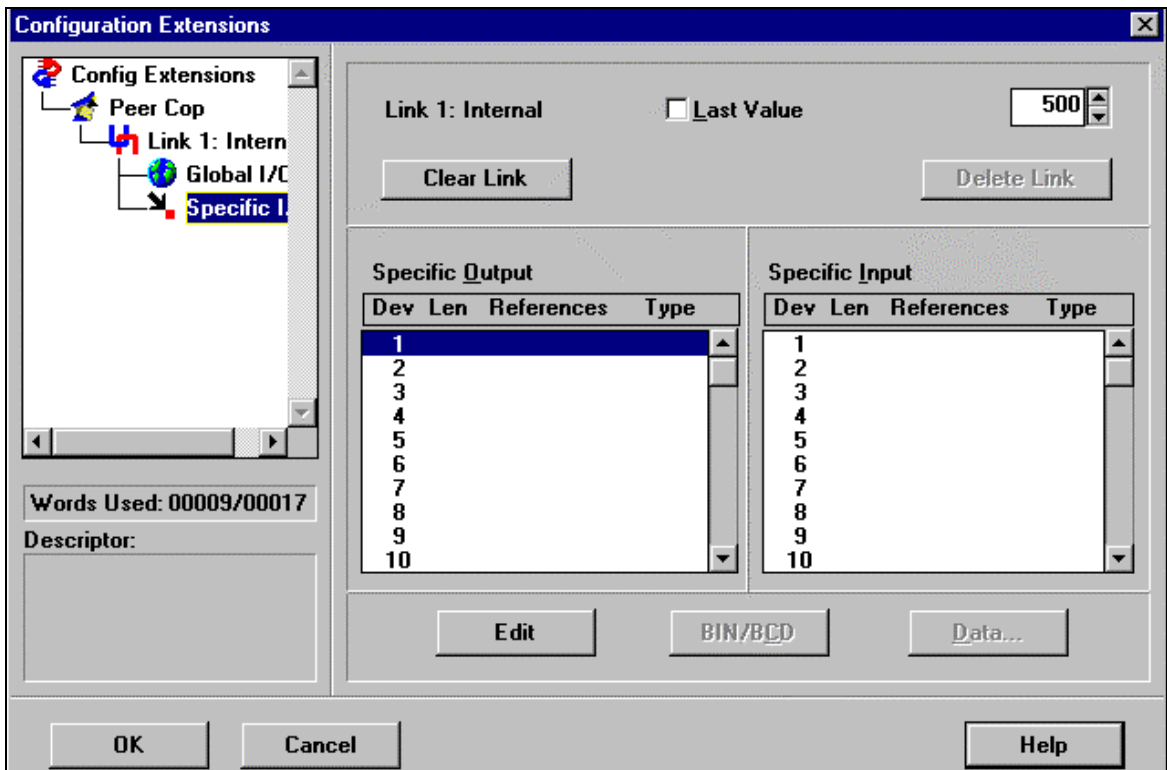 Configuration Extensions
Config Extensions
Peer Cop
Link 1: Intern
Global I/O
Specific I.
Words Used: 00009/00017
Descriptor:
Link 1: Internal
Last Value
500
Clear Link
Delete Link
Specific Output
Dev Len References Type
1
2
3
4
5
6
7
8
9
10
Specific Input
Dev Len References Type
1
2
3
4
5
6
7
8
9
10
Edit
BIN/BCD
Data...
OK
Cancel
Help